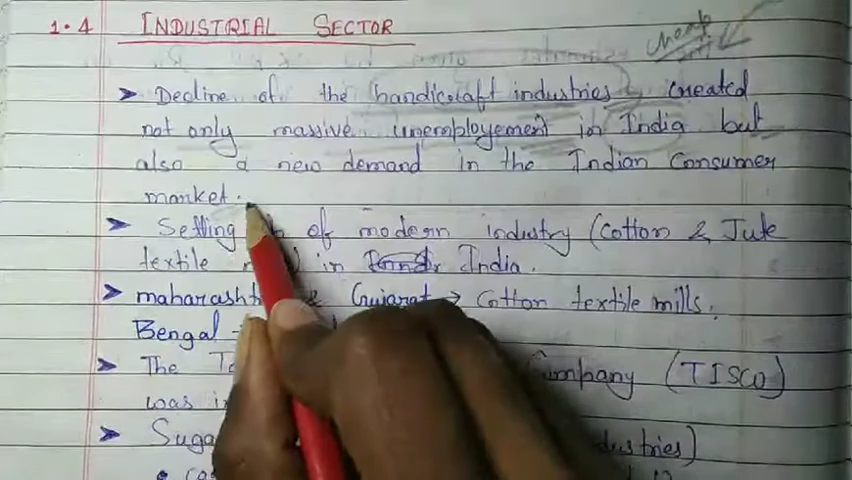 1.4 INDUSTRIAL SECTOR
➤ Decline of the handicraft industries created
not only massive unemployement in India but
also a new demand in the Indian Consumer
market.
➤ Setting of modern industry (Cotton & Jute
textile in India.
➤ maharasht & Gujarat → Cotton textile mills.
Bengal -
➤ The Company (TISCO)
was
➤ Suga